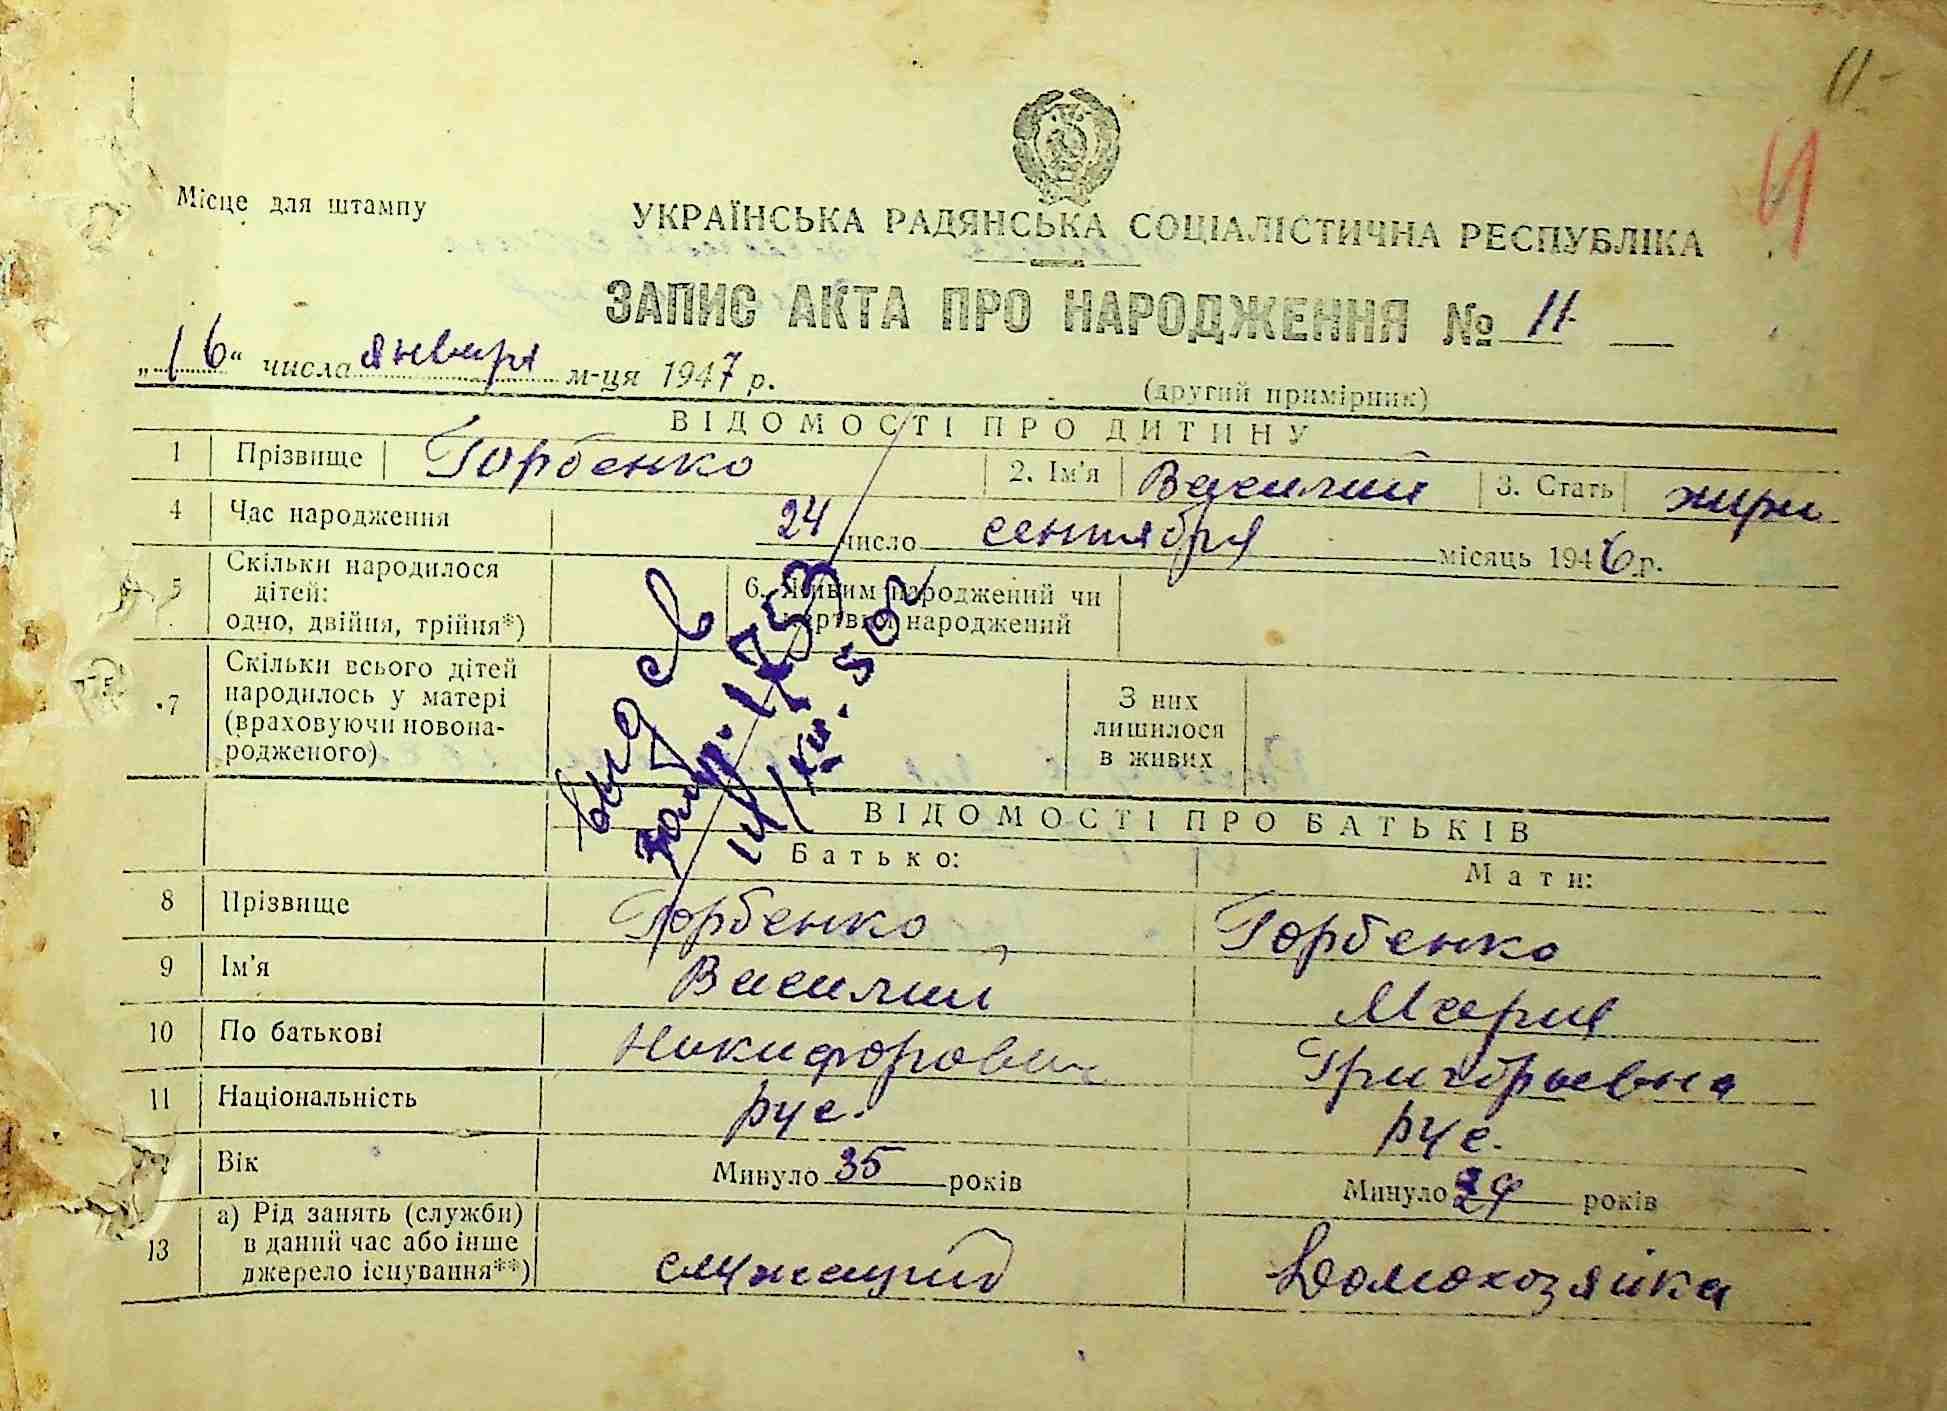 11-
Місце для штампу
УКРАЇНСЬКА РАДЯНСЬКА СОЦІАЛІСТИЧНА РЕСПУБЛІКА
ЗАПИС АКТА ПРО НАРОДЖЕННЯ № 11-
„16“ числа января м-ця 1947 р.
(другий примірник)
ВІДОМОСТІ ПРО ДИТИНУ
1 Прізвище Горбенко 2. Ім'я Василий 3. Стать
4 Час народження 24 число сентября місяць 1946 р.
5 Скільки народилося дітей: одно, двійня, трійня*) 6. Живим народжений чи мертвим народжений
7 Скільки всього дітей народилось у матері (враховуючи новонародженого) З них лишилося в живих
ВІДОМОСТІ ПРО БАТЬКІВ
Батько: Мати:
8 Прізвище Горбенко Горбенко
9 Ім'я Василий Мария
10 По батькові Никифорович Григорьевна
11 Національність рус. рус.
Вік Минуло 35 років Минуло 29 років
13 а) Рід занять (служби) в даний час або інше джерело існування**) служащий Домохозяйка